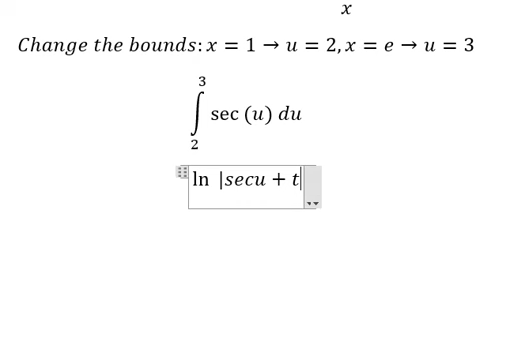 x
Change the bounds: x = 1 → u = 2, x = e → u = 3
3
∫ sec (u) du
2
ln |secu + t|